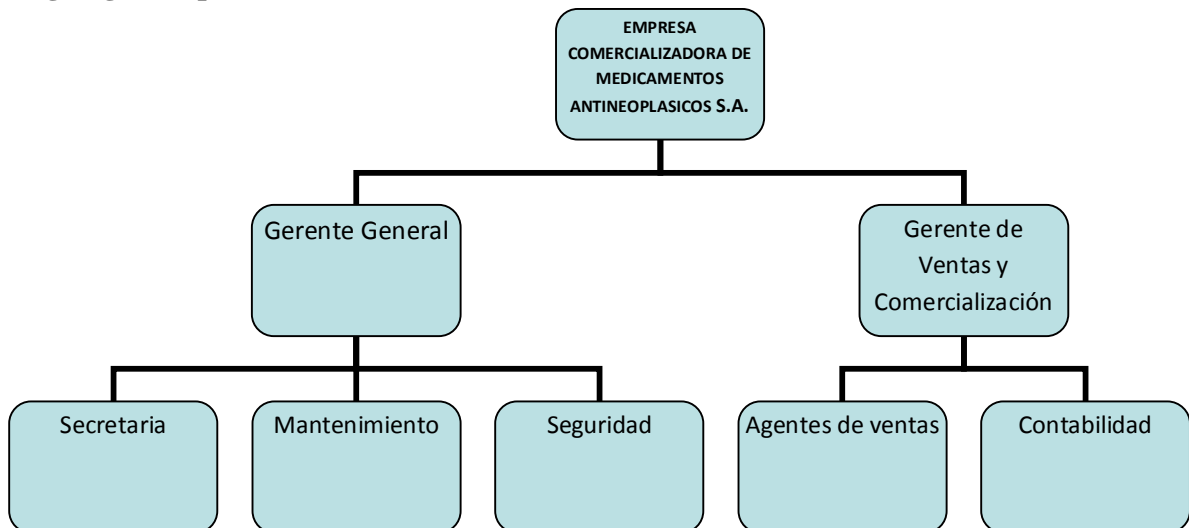 EMPRESA
COMERCIALIZADORA DE
MEDICAMENTOS
ANTINEOPLASICOS S.A.
Gerente General
Gerente de
Ventas y
Comercialización
Secretaria
Mantenimiento
Seguridad
Agentes de ventas
Contabilidad